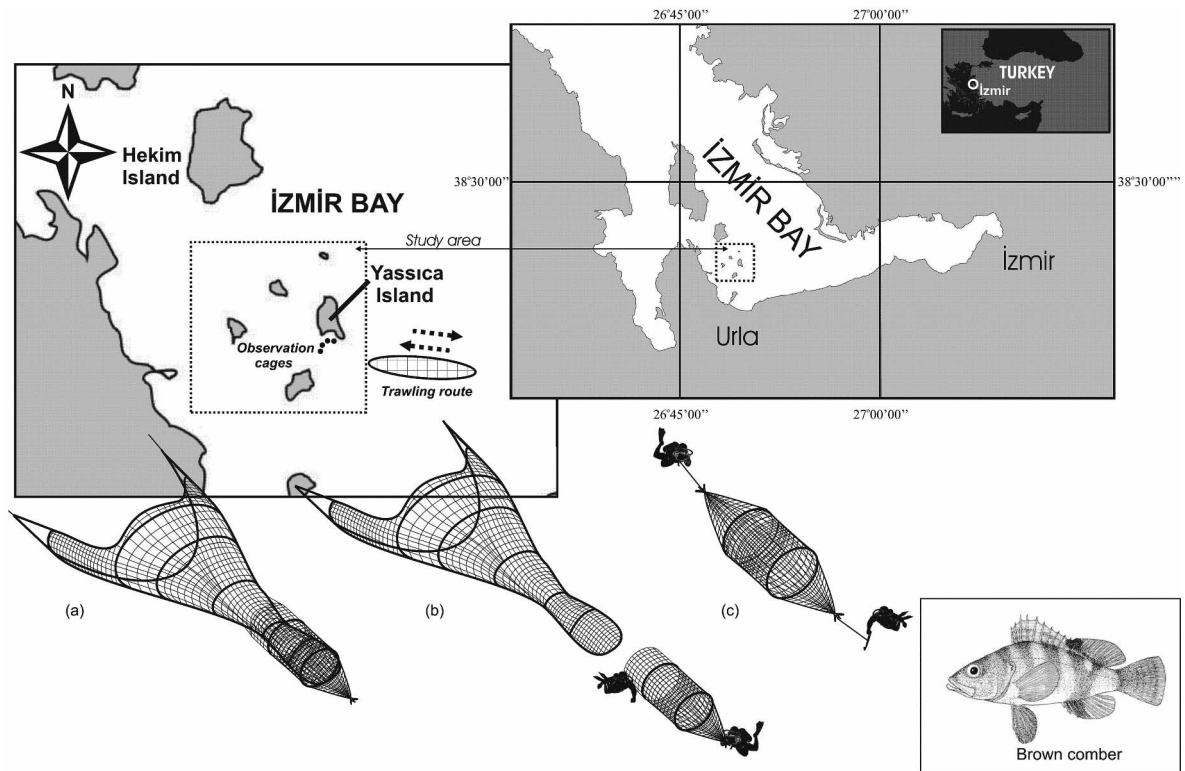 26°45'00’’
27°00'00’’
TURKEY
İzmir
N
Hekim
Island
İZMİR BAY
38°30'00’’
38°30'00’’’’
İZMİR BAY
Study area
Yassıca
Island
İzmir
Observation
cages
Urla
Trawling route
26°45'00’’
27°00'00’’
(a)
(b)
(c)
Brown comber